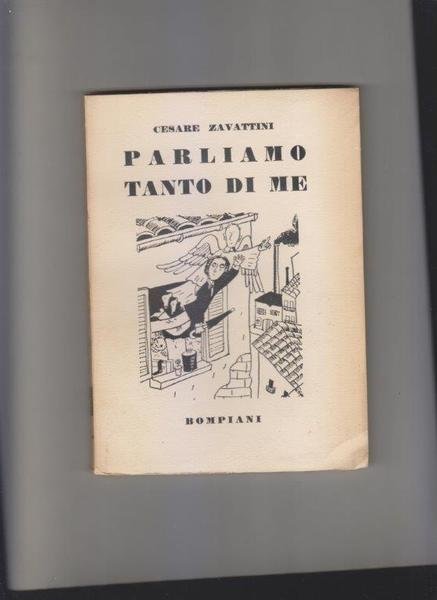 CESARE ZAVATTINI
PARLIAMO
TANTO DI ME
BOMPIANI